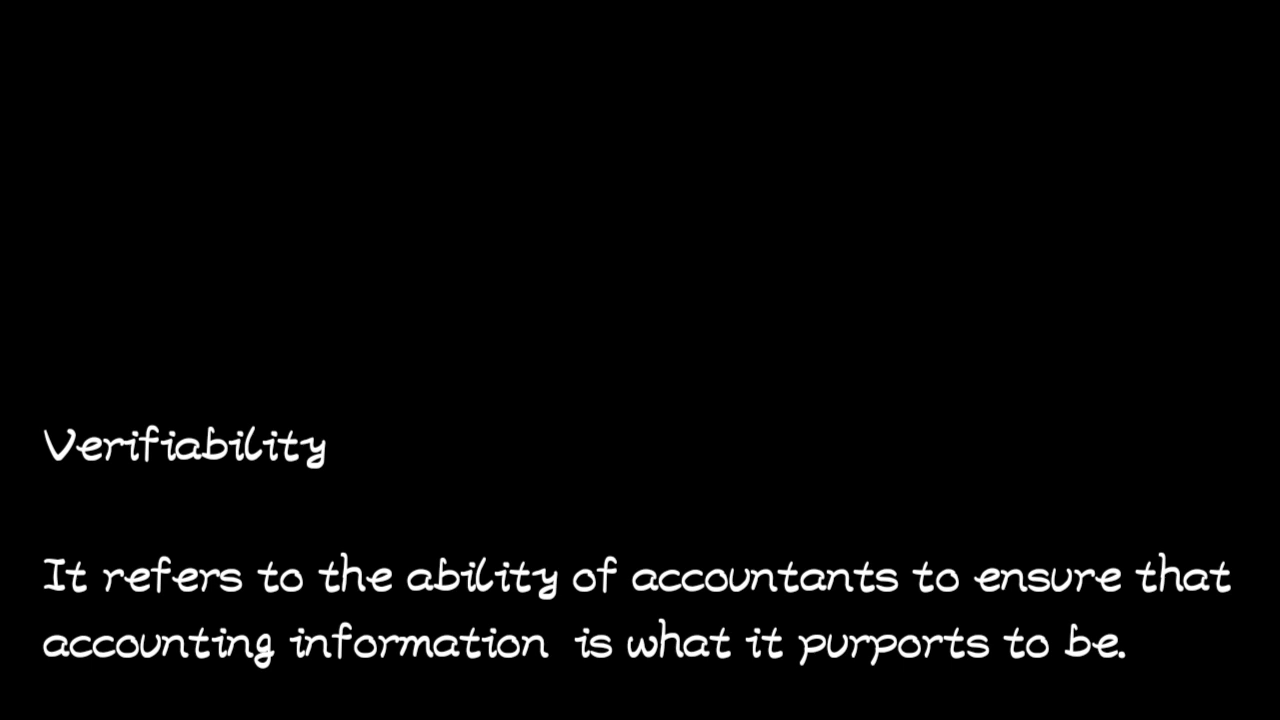 Verifiability
It refers to the ability of accountants to ensure that
accounting information is what it purports to be.